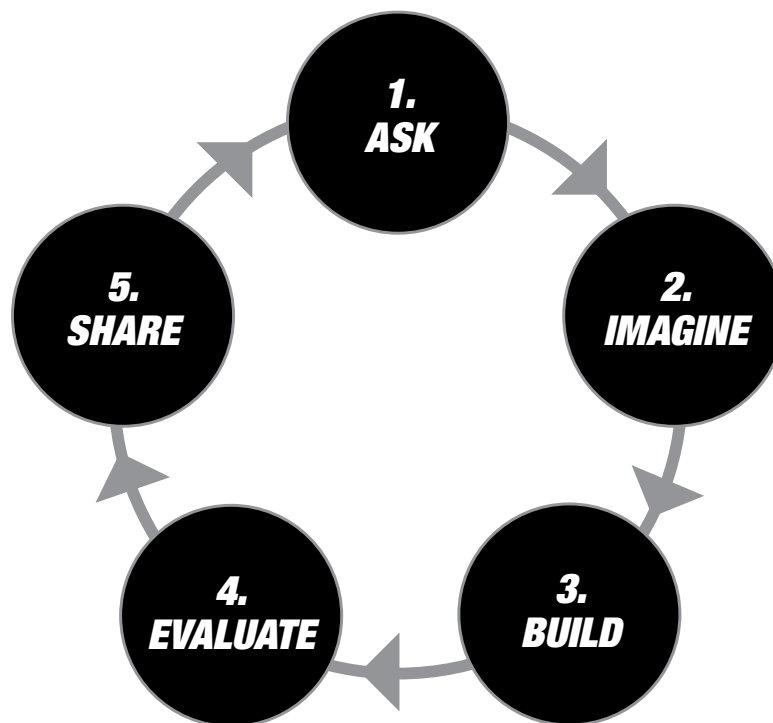 1.
ASK
2.
IMAGINE
3.
BUILD
4.
EVALUATE
5.
SHARE